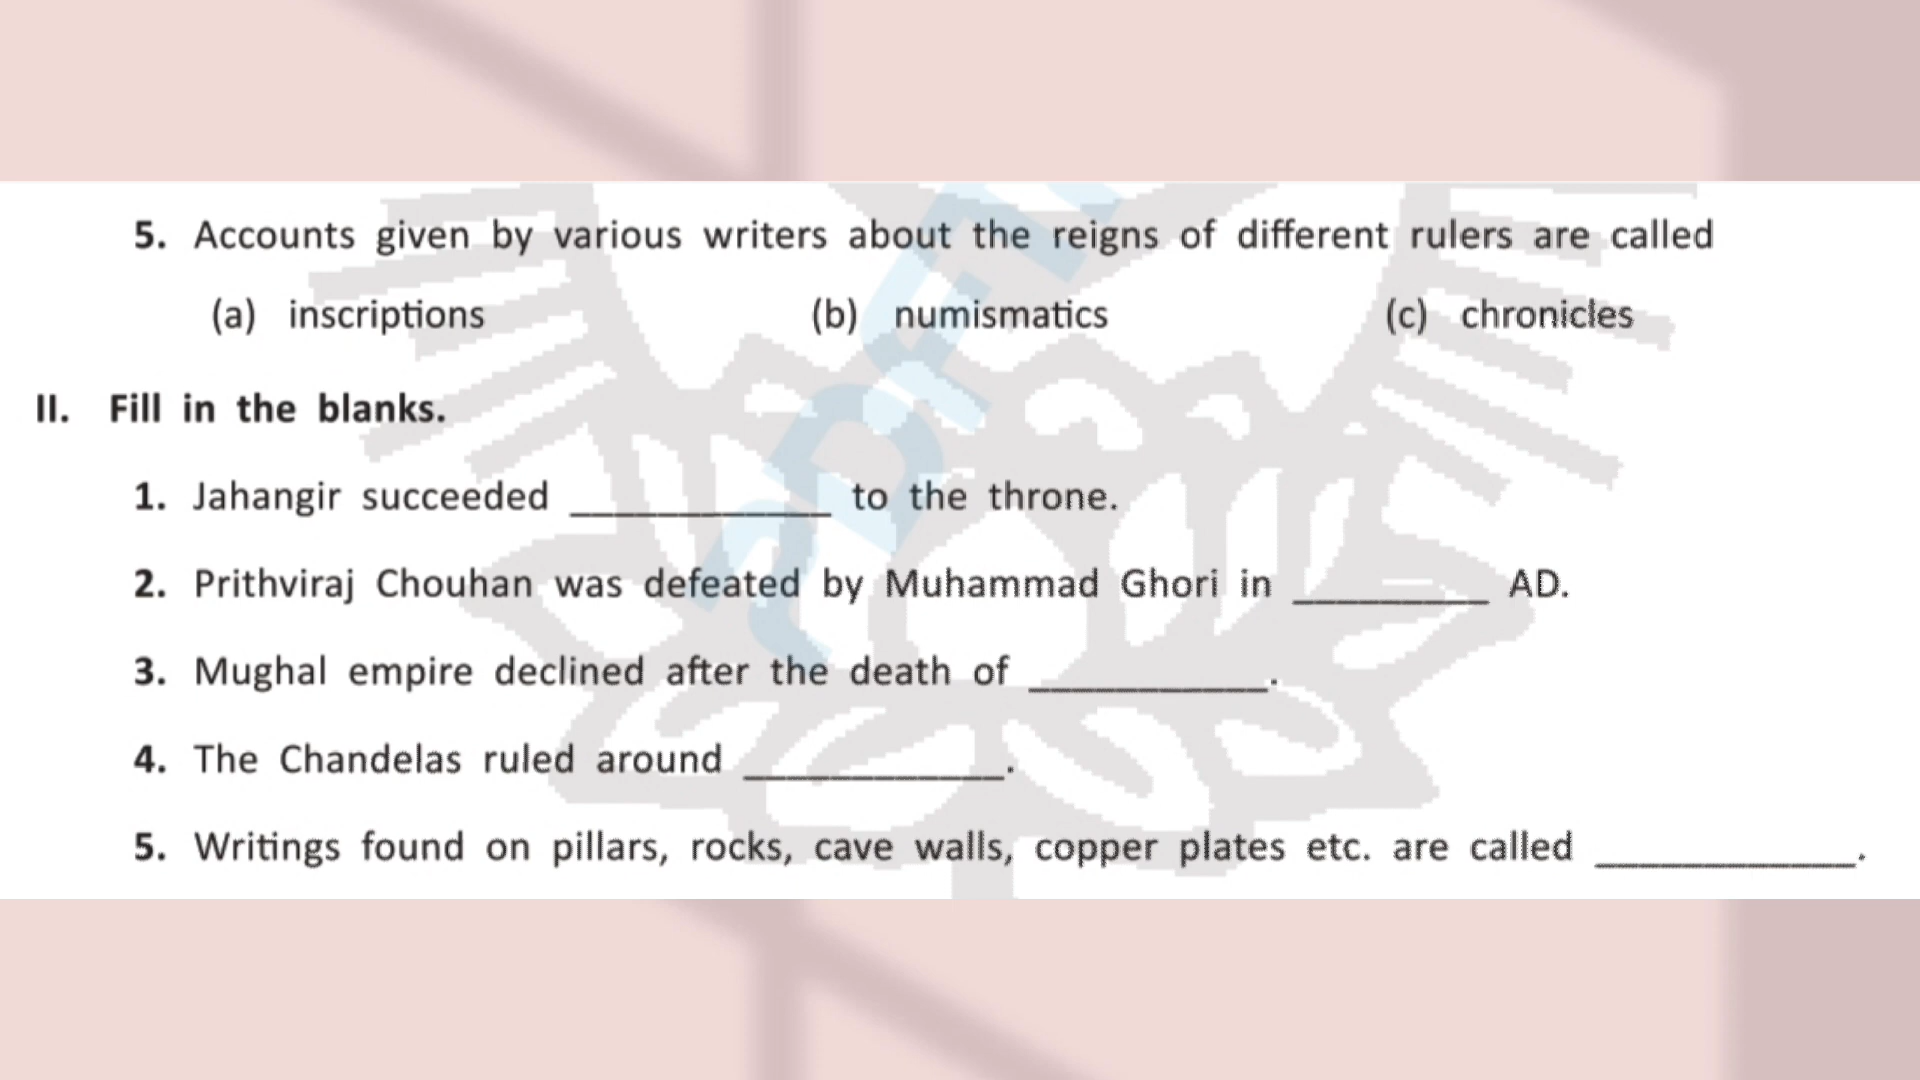 5. Accounts given by various writers about the reigns of different rulers are called
(a) inscriptions (b) numismatics (c) chronicles
II. Fill in the blanks.
1. Jahangir succeeded ____________ to the throne.
2. Prithviraj Chouhan was defeated by Muhammad Ghori in _________ AD.
3. Mughal empire declined after the death of ___________.
4. The Chandelas ruled around ____________.
5. Writings found on pillars, rocks, cave walls, copper plates etc. are called ____________.